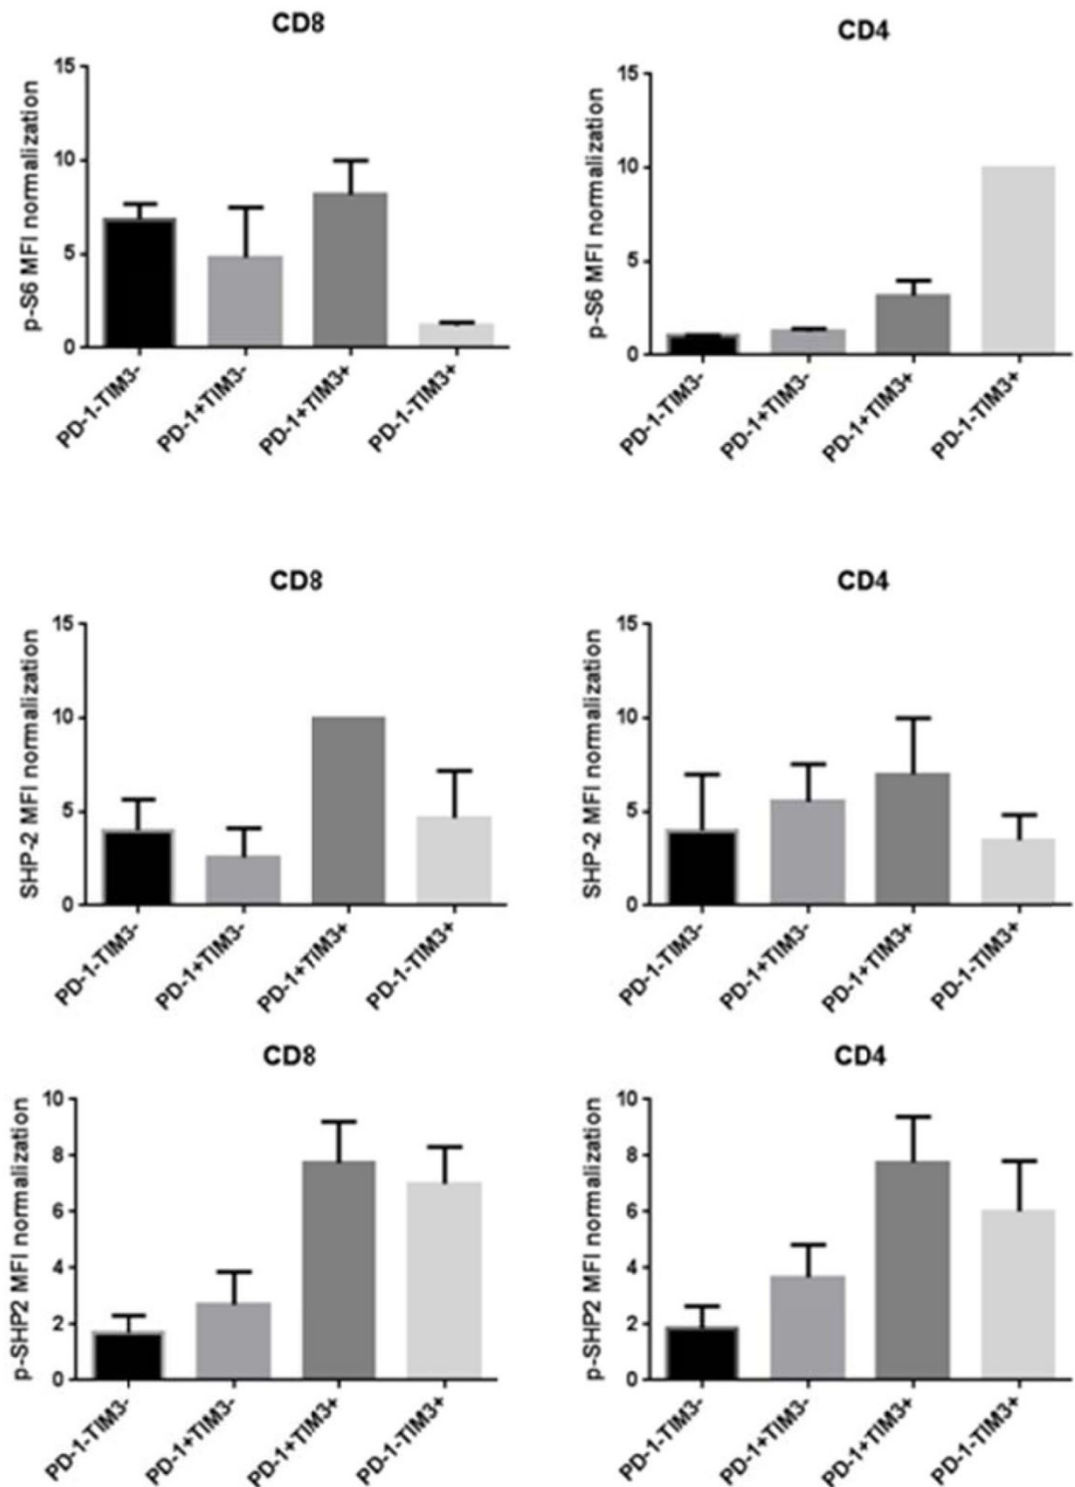 CD8
p-S6 MFI normalization
15
10
5
0
PD-1-TIM3-
PD-1+TIM3-
PD-1+TIM3+
PD-1-TIM3+
CD4
p-S6 MFI normalization
15
10
5
0
PD-1-TIM3-
PD-1+TIM3-
PD-1+TIM3+
PD-1-TIM3+
CD8
SHP-2 MFI normalization
15
10
5
0
PD-1-TIM3-
PD-1+TIM3-
PD-1+TIM3+
PD-1-TIM3+
CD4
SHP-2 MFI normalization
15
10
5
0
PD-1-TIM3-
PD-1+TIM3-
PD-1+TIM3+
PD-1-TIM3+
CD8
p-SHP2 MFI normalization
10
8
6
4
2
0
PD-1-TIM3-
PD-1+TIM3-
PD-1+TIM3+
PD-1-TIM3+
CD4
p-SHP2 MFI normalization
10
8
6
4
2
0
PD-1-TIM3-
PD-1+TIM3-
PD-1+TIM3+
PD-1-TIM3+